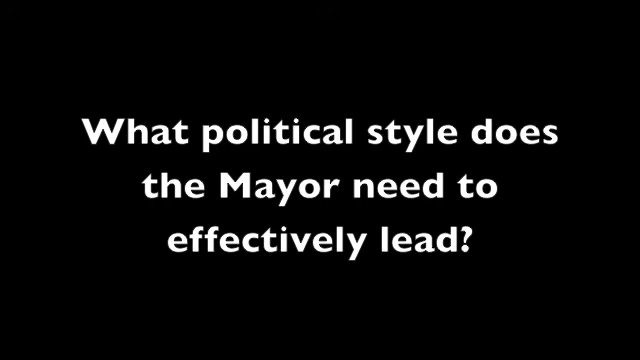 What political style does
the Mayor need to
effectively lead?